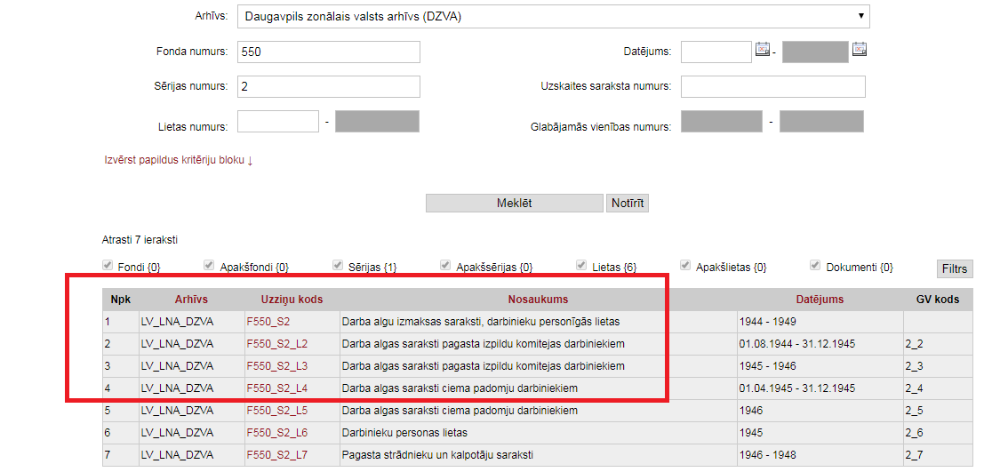 Arhīvs: Daugavpils zonālais valsts arhīvs (DZVA)
Fonda numurs: 550 Datējums: -
Sērijas numurs: 2 Uzskaites saraksta numurs:
Lietas numurs: - Glabājamās vienības numurs: -
Izvērst papildus kritēriju bloku ↓
Meklēt Notīrīt
Atrasti 7 ieraksti
Fondi {0} Apakšfondi {0} Sērijas {1} Apakšsērijas {0} Lietas {6} Apakšlietas {0} Dokumenti {0} Filtrs
Npk Arhīvs Uzziņu kods Nosaukums Datējums GV kods
1 LV_LNA_DZVA F550_S2 Darba algu izmaksas saraksti, darbinieku personīgās lietas 1944 - 1949
2 LV_LNA_DZVA F550_S2_L2 Darba algas saraksti pagasta izpildu komitejas darbiniekiem 01.08.1944 - 31.12.1945 2_2
3 LV_LNA_DZVA F550_S2_L3 Darba algas saraksti pagasta izpildu komitejas darbiniekiem 1945 - 1946 2_3
4 LV_LNA_DZVA F550_S2_L4 Darba algas saraksti ciema padomju darbiniekiem 01.04.1945 - 31.12.1945 2_4
5 LV_LNA_DZVA F550_S2_L5 Darba algas saraksti ciema padomju darbiniekiem 1946 2_5
6 LV_LNA_DZVA F550_S2_L6 Darbinieku personas lietas 1945 2_6
7 LV_LNA_DZVA F550_S2_L7 Pagasta strādnieku un kalpotāju saraksti 1946 - 1948 2_7